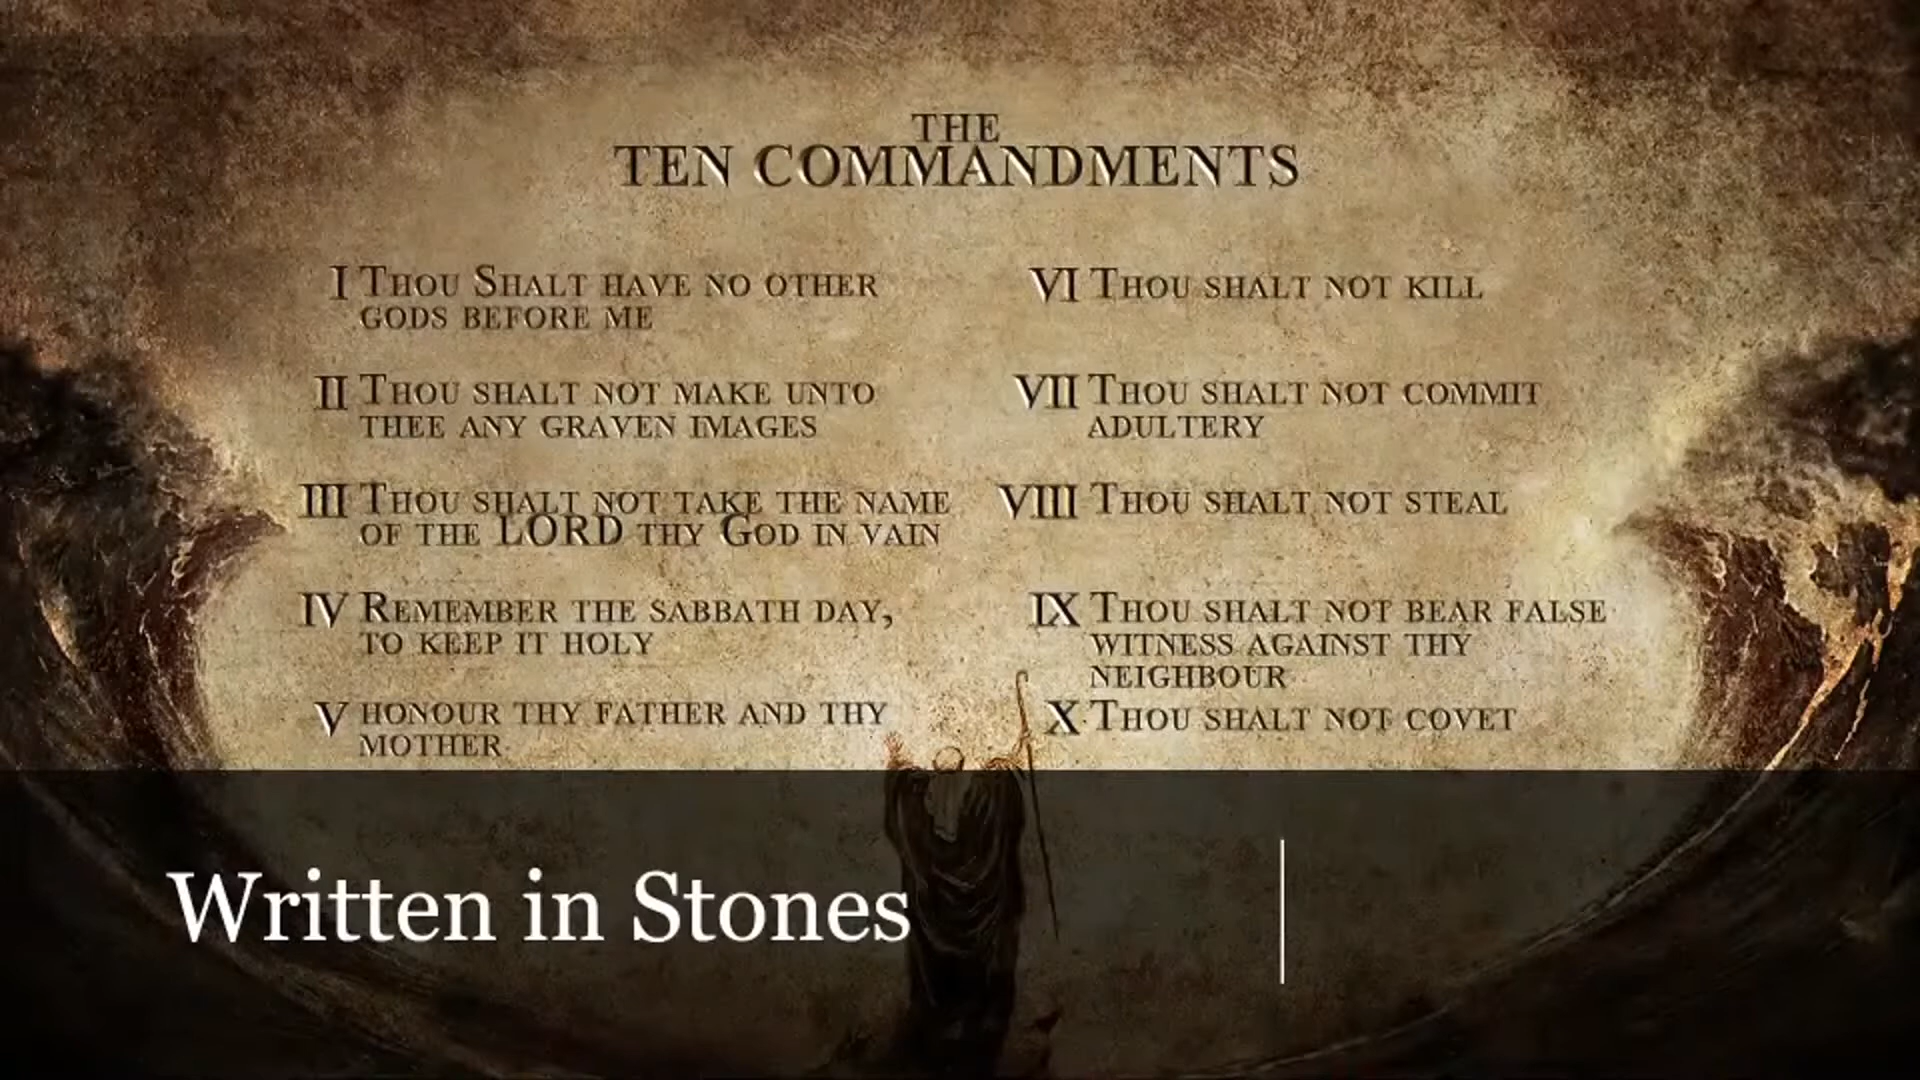 THE
TEN COMMANDMENTS
I THOU SHALT HAVE NO OTHER
GODS BEFORE ME
II THOU SHALT NOT MAKE UNTO
THEE ANY GRAVEN IMAGES
III THOU SHALT NOT TAKE THE NAME
OF THE LORD THY GOD IN VAIN
IV REMEMBER THE SABBATH DAY,
TO KEEP IT HOLY
V HONOUR THY FATHER AND THY
MOTHER
VI THOU SHALT NOT KILL
VII THOU SHALT NOT COMMIT
ADULTERY
VIII THOU SHALT NOT STEAL
IX THOU SHALT NOT BEAR FALSE
WITNESS AGAINST THY
NEIGHBOUR
X THOU SHALT NOT COVET
Written in Stones